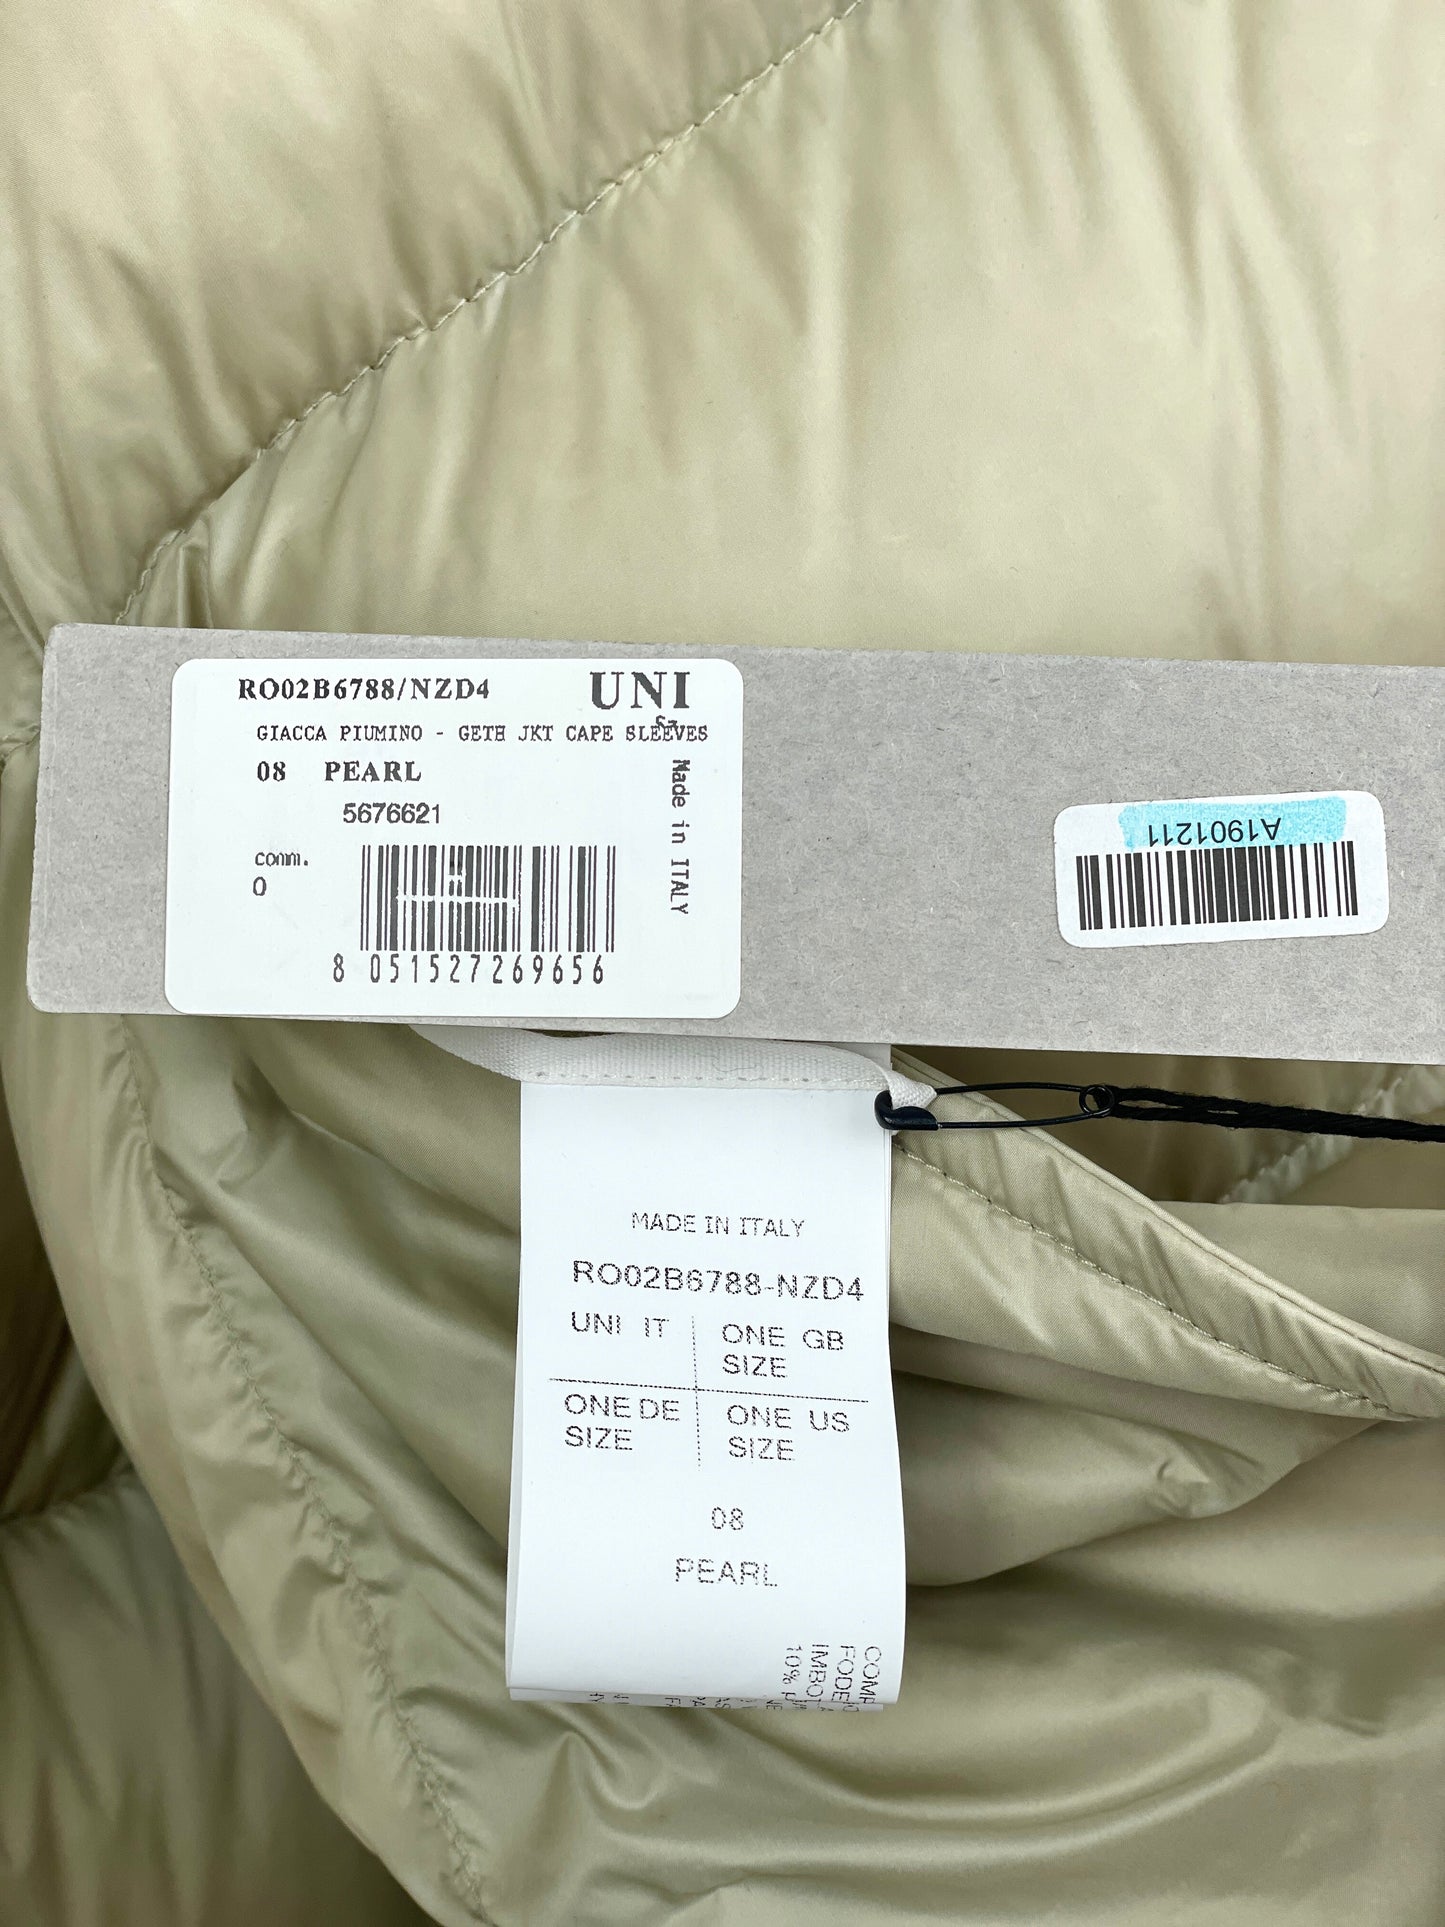 RO02B6788/NZD4 UNI
Sz
GIACCA PIUMINO - GETH JKT CAPE SLEEVES
08 PEARL
5676621
Made in ITALY
comm.
0
8 051527 269656
A1901211
MADE IN ITALY
RO02B6788-NZD4
UNI IT ONE SIZE GB
ONE SIZE DE ONE SIZE US
08
PEARL
10%